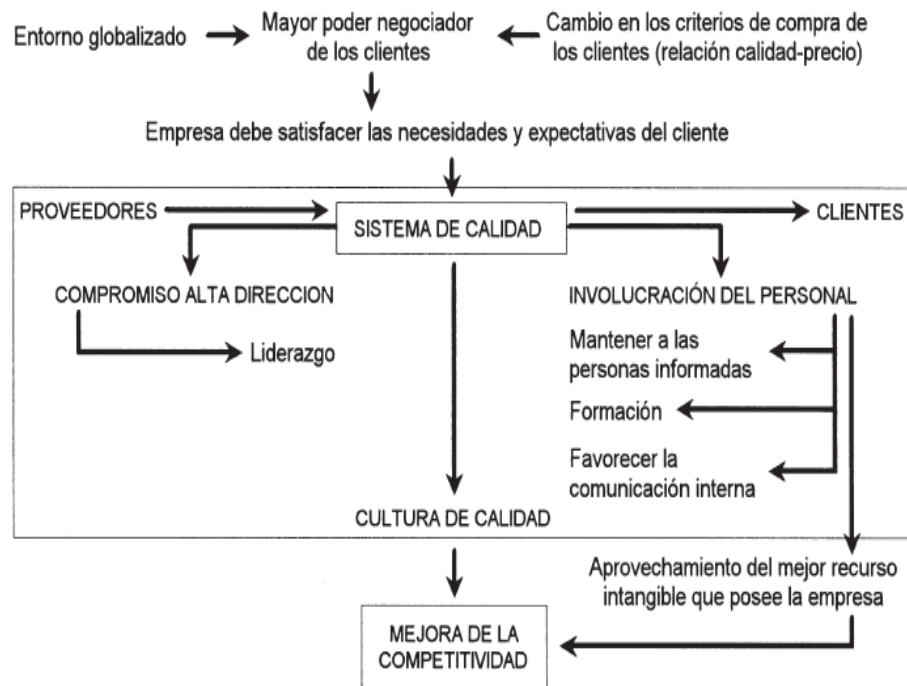 Entorno globalizado
Mayor poder negociador
de los clientes
Cambio en los criterios de compra de
los clientes (relación calidad-precio)
Empresa debe satisfacer las necesidades y expectativas del cliente
PROVEEDORES
SISTEMA DE CALIDAD
CLIENTES
COMPROMISO ALTA DIRECCION
INVOLUCRACIÓN DEL PERSONAL
Liderazgo
Mantener a las
personas informadas
Formación
Favorecer la
comunicación interna
CULTURA DE CALIDAD
Aprovechamiento del mejor recurso
intangible que posee la empresa
MEJORA DE LA
COMPETITIVIDAD